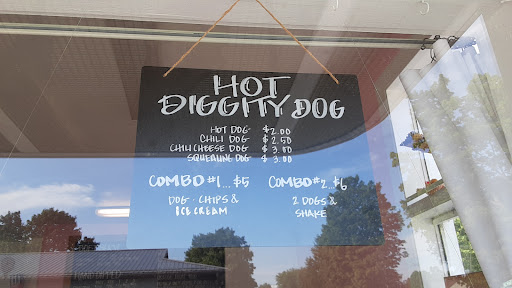 HOT
DIGGITY DOG
HOT DOG- $2.00
CHILI DOG- $2.50
CHILI CHEESE DOG- $3.00
SQUEALING DOG- $3.00
COMBO #1...$5
DOG - CHIPS &
ICE CREAM
COMBO #2...$6
2 DOGS &
SHAKE